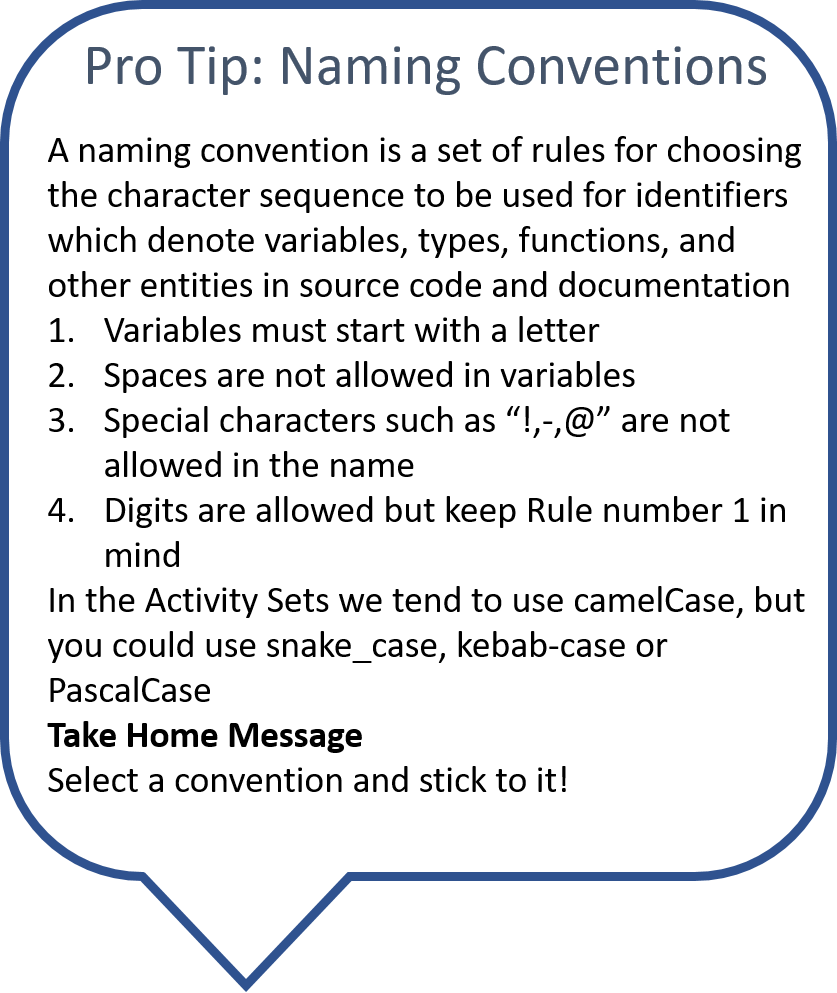 Pro Tip: Naming Conventions
A naming convention is a set of rules for choosing
the character sequence to be used for identifiers
which denote variables, types, functions, and
other entities in source code and documentation
1. Variables must start with a letter
2. Spaces are not allowed in variables
3. Special characters such as “!,-,@” are not
allowed in the name
4. Digits are allowed but keep Rule number 1 in
mind
In the Activity Sets we tend to use camelCase, but
you could use snake_case, kebab-case or
PascalCase
Take Home Message
Select a convention and stick to it!